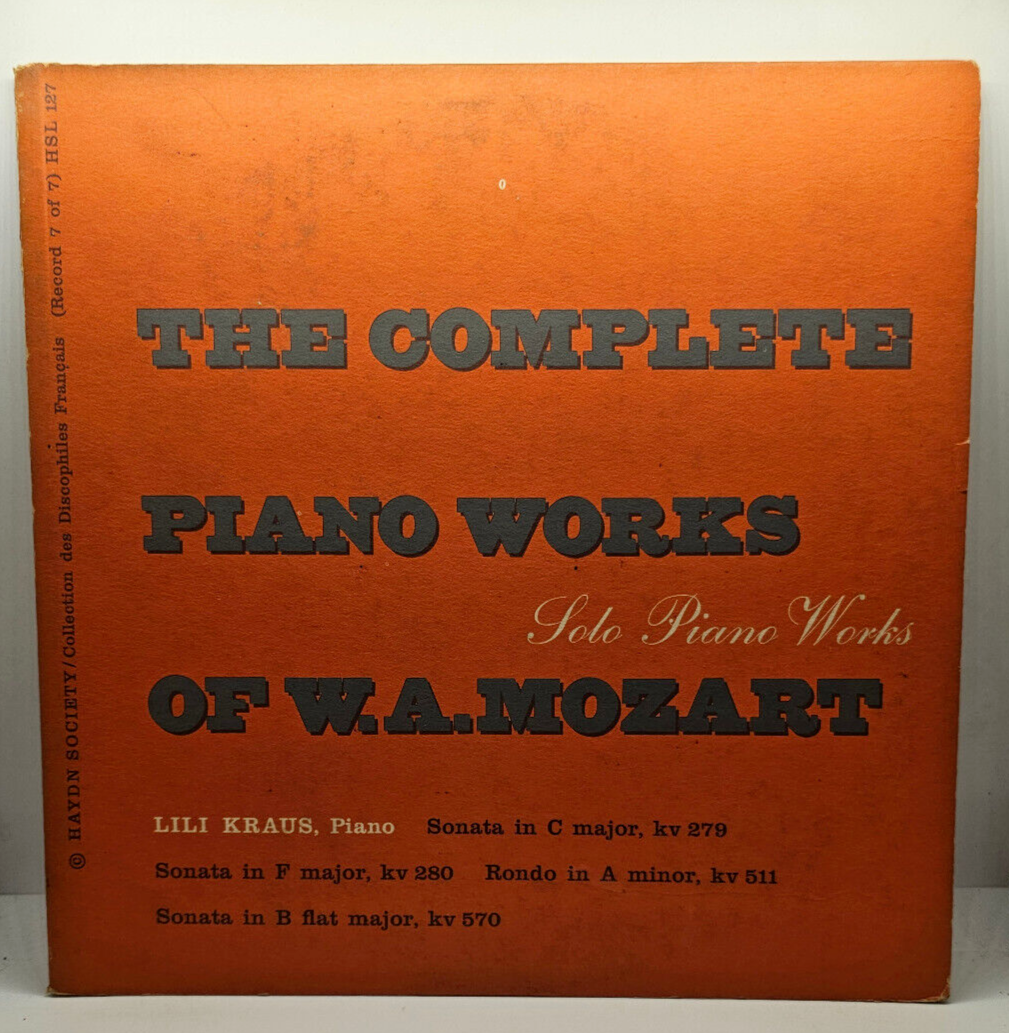 © HAYDN SOCIETY/Collection des Discophiles Français (Record 7 of 7) HSL 127
THE COMPLETE
PIANO WORKS
Solo Piano Works
OF W.A.MOZART
LILI KRAUS, Piano Sonata in C major, kv 279
Sonata in F major, kv 280 Rondo in A minor, kv 511
Sonata in B flat major, kv 570